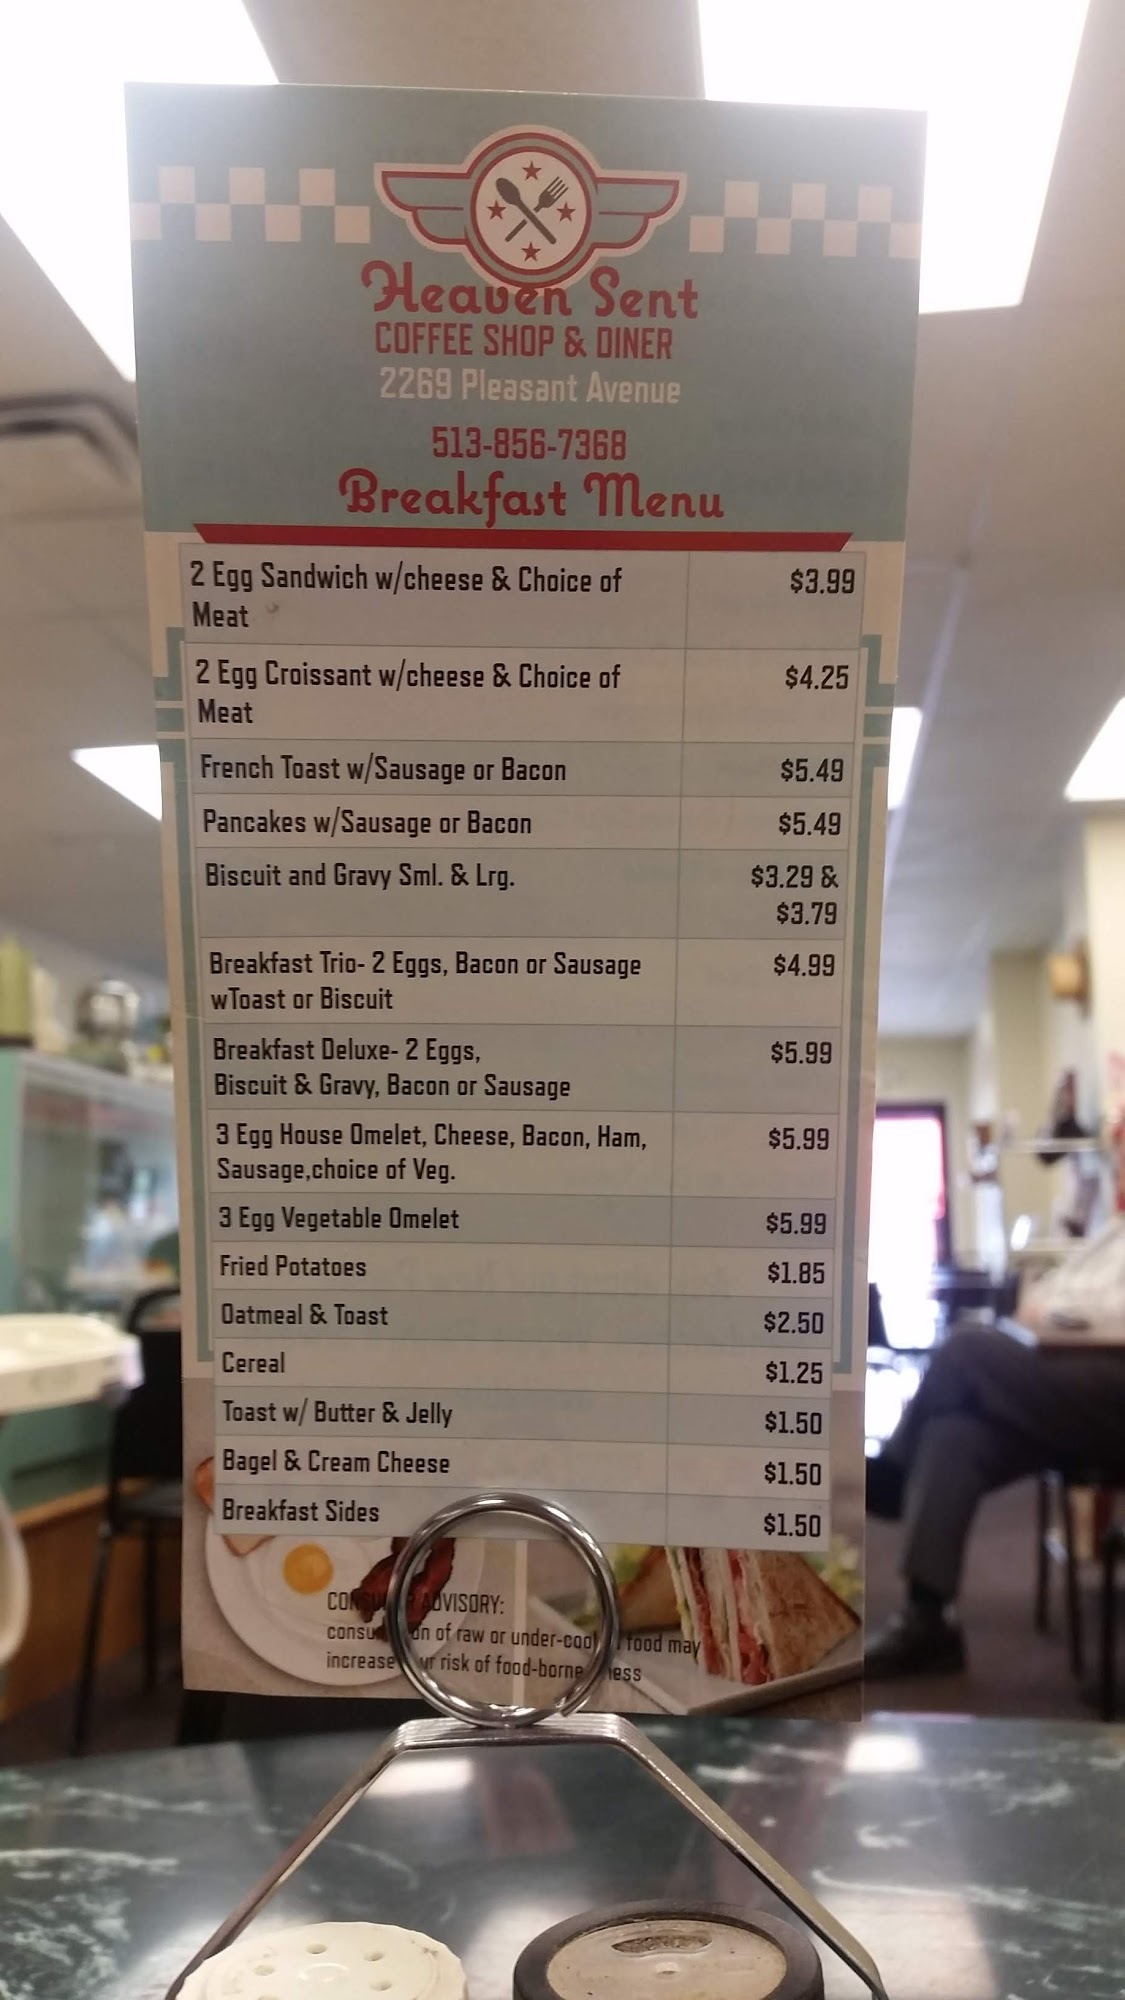 Heaven Sent
COFFEE SHOP & DINER
2269 Pleasant Avenue
513-856-7368
Breakfast Menu
2 Egg Sandwich w/cheese & Choice of $3.99
Meat
2 Egg Croissant w/cheese & Choice of $4.25
Meat
French Toast w/Sausage or Bacon $5.49
Pancakes w/Sausage or Bacon $5.49
Biscuit and Gravy Sml. & Lrg. $3.29 &
$3.79
Breakfast Trio- 2 Eggs, Bacon or Sausage $4.99
wToast or Biscuit
Breakfast Deluxe- 2 Eggs, $5.99
Biscuit & Gravy, Bacon or Sausage
3 Egg House Omelet, Cheese, Bacon, Ham, $5.99
Sausage,choice of Veg.
3 Egg Vegetable Omelet $5.99
Fried Potatoes $1.85
Oatmeal & Toast $2.50
Cereal $1.25
Toast w/ Butter & Jelly $1.50
Bagel & Cream Cheese $1.50
Breakfast Sides $1.50
ADVISORY:
of raw or food may
increase risk of food-borne